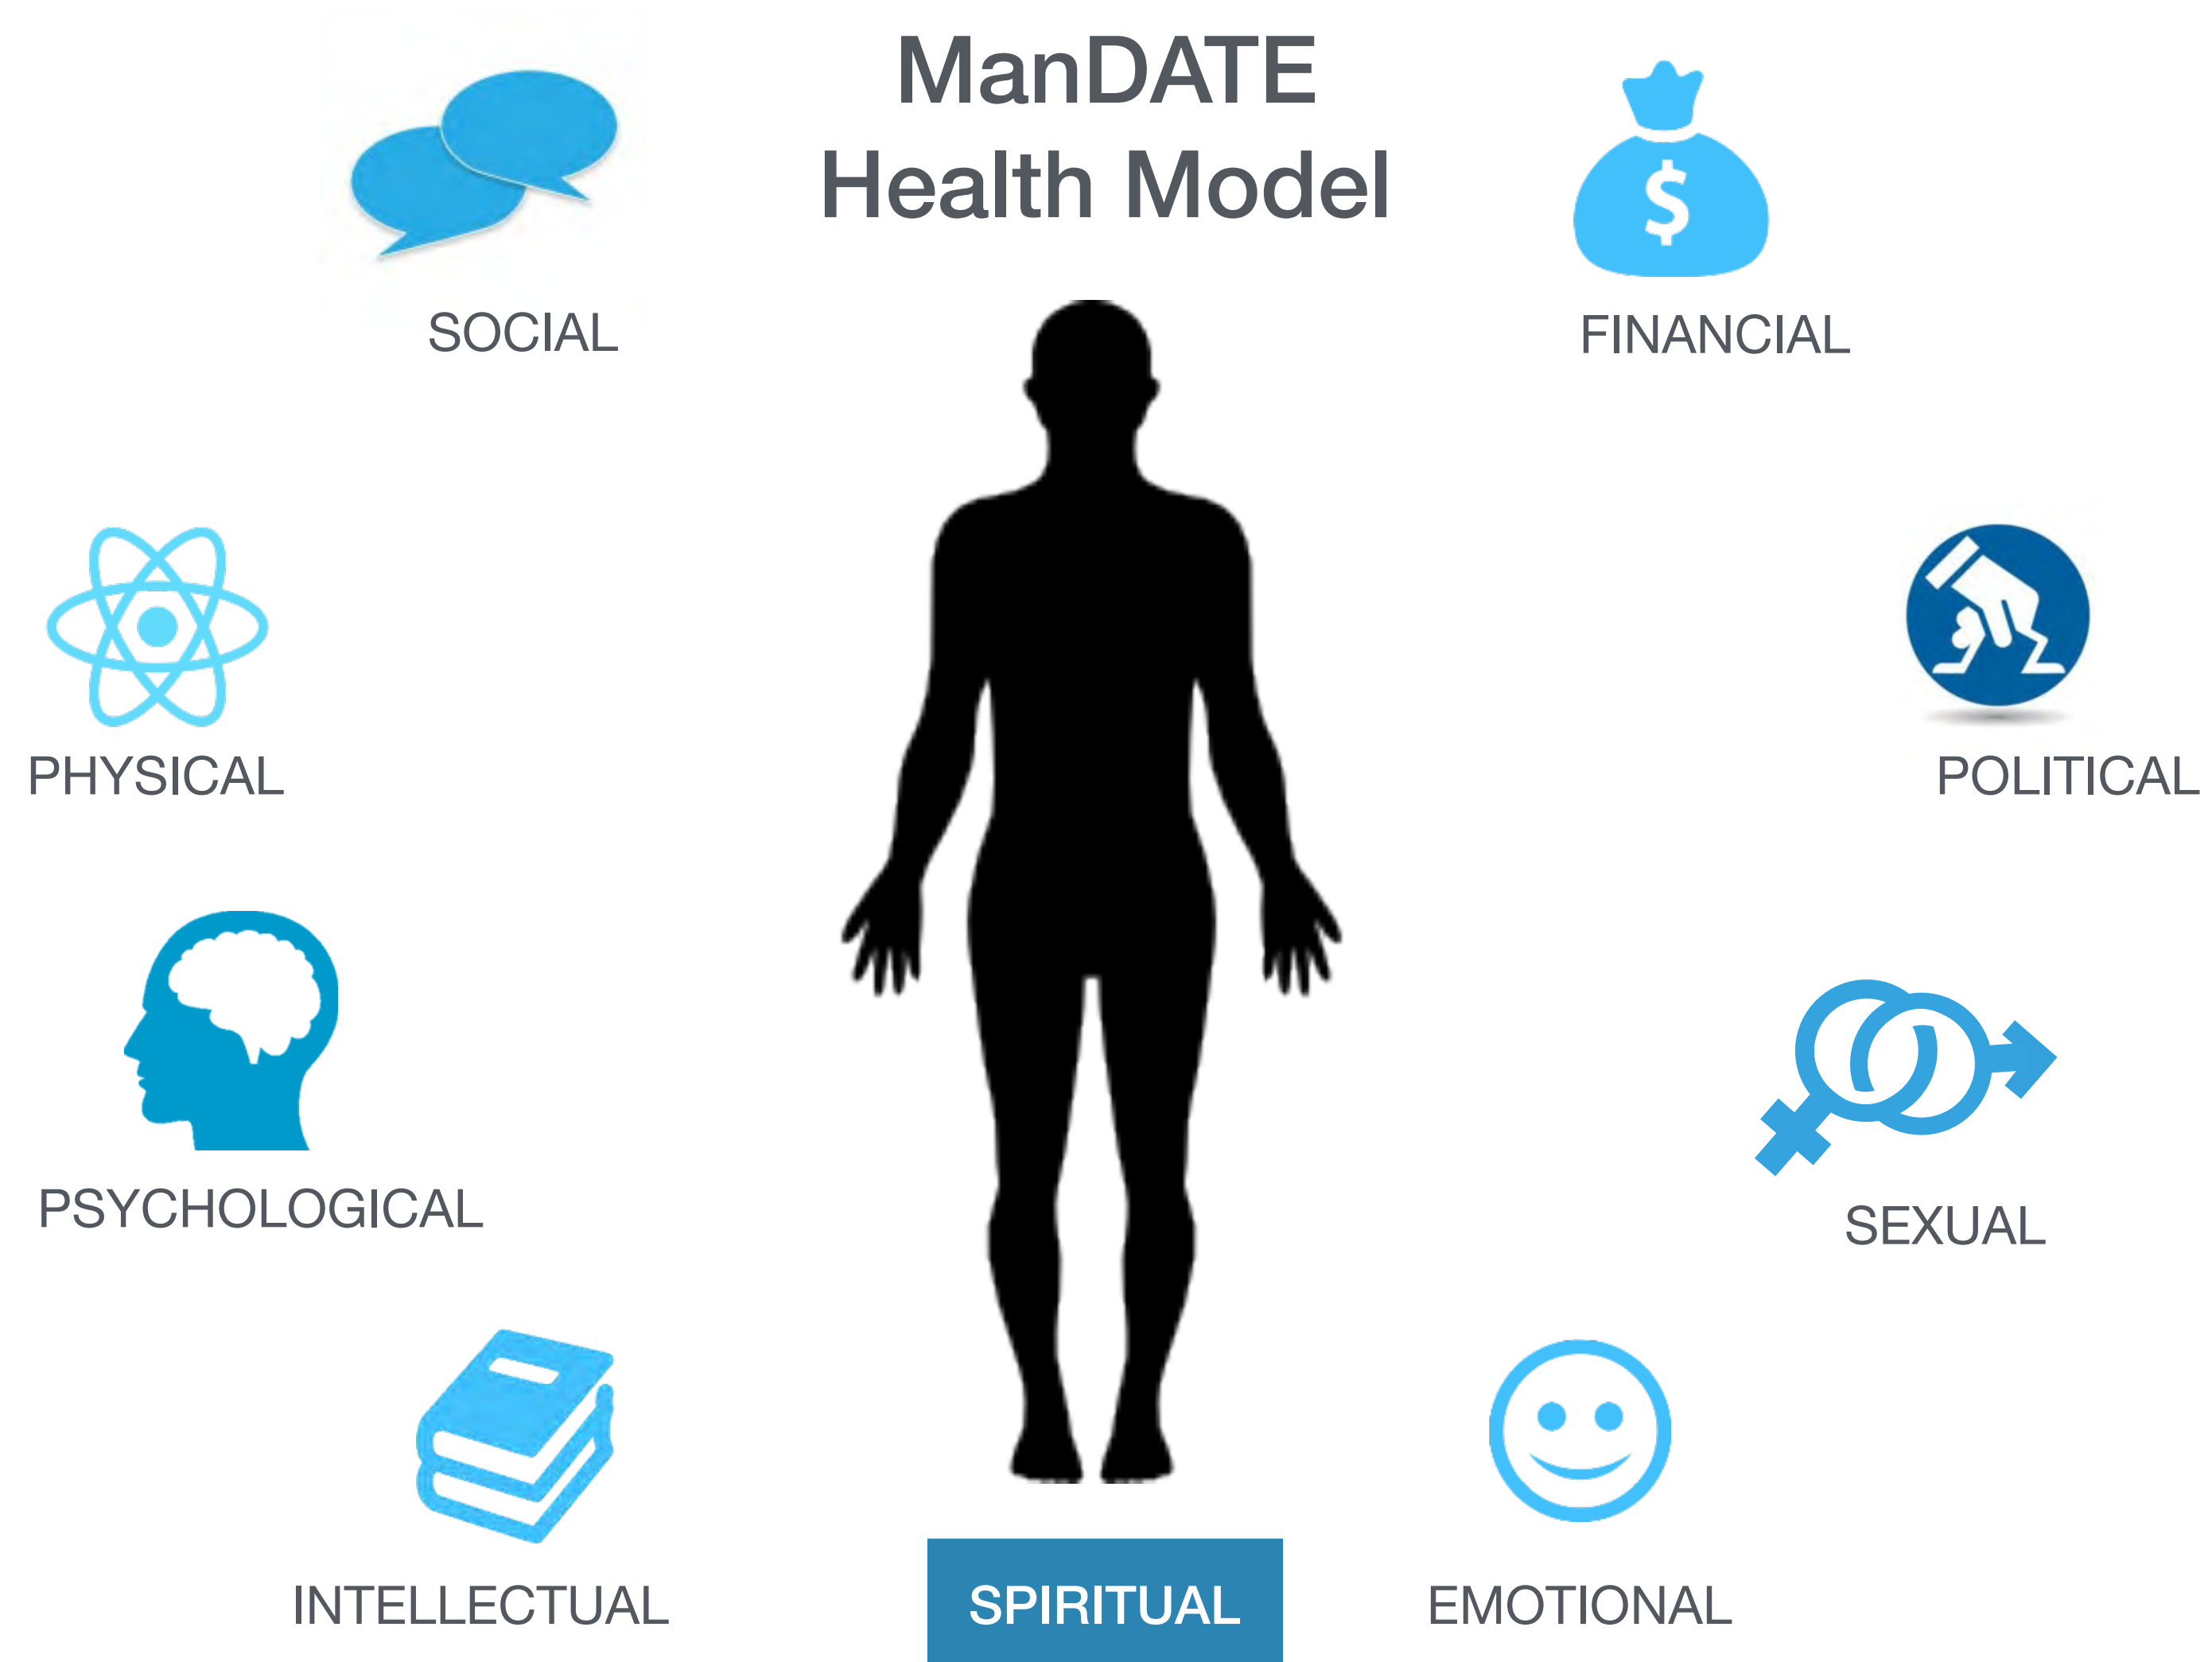 ManDATE
Health Model
SOCIAL
FINANCIAL
$
PHYSICAL
POLITICAL
PSYCHOLOGICAL
SEXUAL
INTELLECTUAL
SPIRITUAL
EMOTIONAL